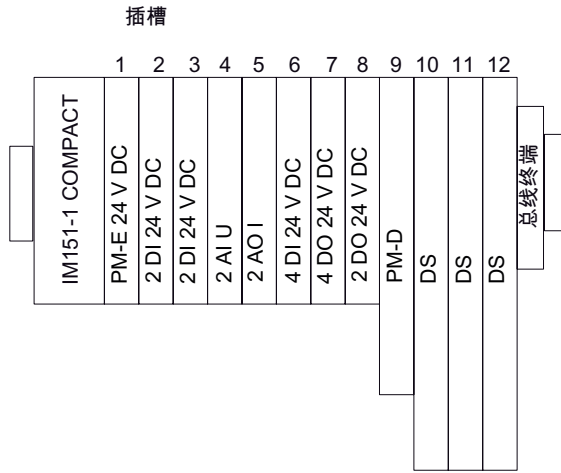 插槽
1 2 3 4 5 6 7 8 9 10 11 12
IM151-1 COMPACT
PM-E 24 V DC
2 DI 24 V DC
2 DI 24 V DC
2 AI U
2 AO I
4 DI 24 V DC
4 DO 24 V DC
2 DO 24 V DC
PM-D
DS
DS
DS
总线终端